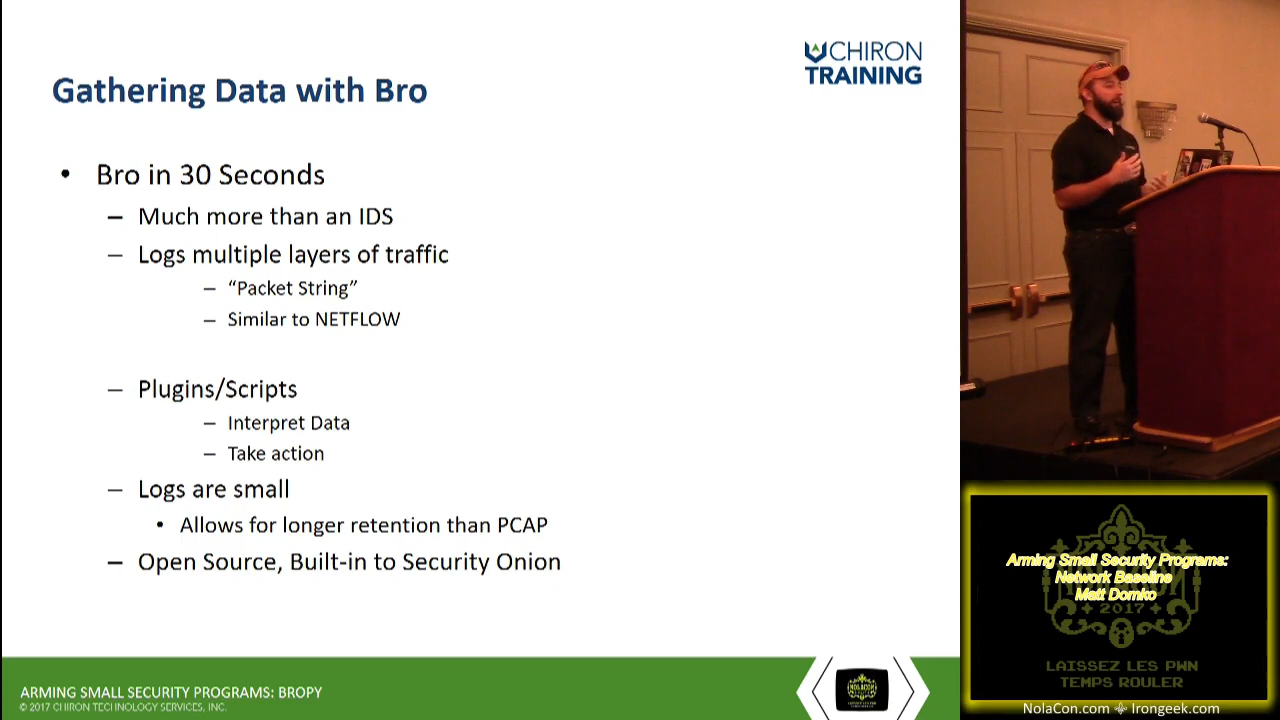 CHIRON
TRAINING
Gathering Data with Bro
• Bro in 30 Seconds
– Much more than an IDS
– Logs multiple layers of traffic
– “Packet String”
– Similar to NETFLOW
– Plugins/Scripts
– Interpret Data
– Take action
– Logs are small
• Allows for longer retention than PCAP
– Open Source, Built-in to Security Onion
ARMING SMALL SECURITY PROGRAMS: BROPY
© 2017 CHIRON TECHNOLOGY SERVICES, INC.
NOLACON
Arming Small Security Programs:
Network Baseline
Matt Domko
2017
LAISSEZ LES PWN
TEMPS ROULER
NolaCon.com ⚜ Irongeek.com